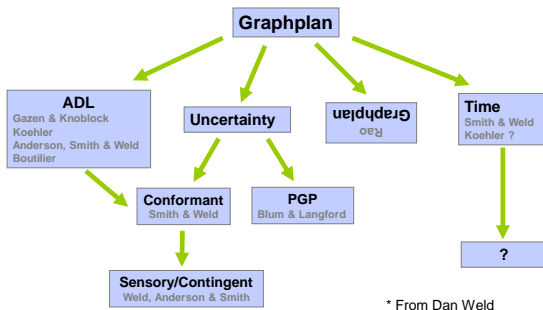 Graphplan
ADL
Gazen & Knoblock
Koehler
Anderson, Smith & Weld
Boutilier
Uncertainty
Graphplan
Rao
Time
Smith & Weld
Koehler ?
Conformant
Smith & Weld
PGP
Blum & Langford
?
Sensory/Contingent
Weld, Anderson & Smith
* From Dan Weld